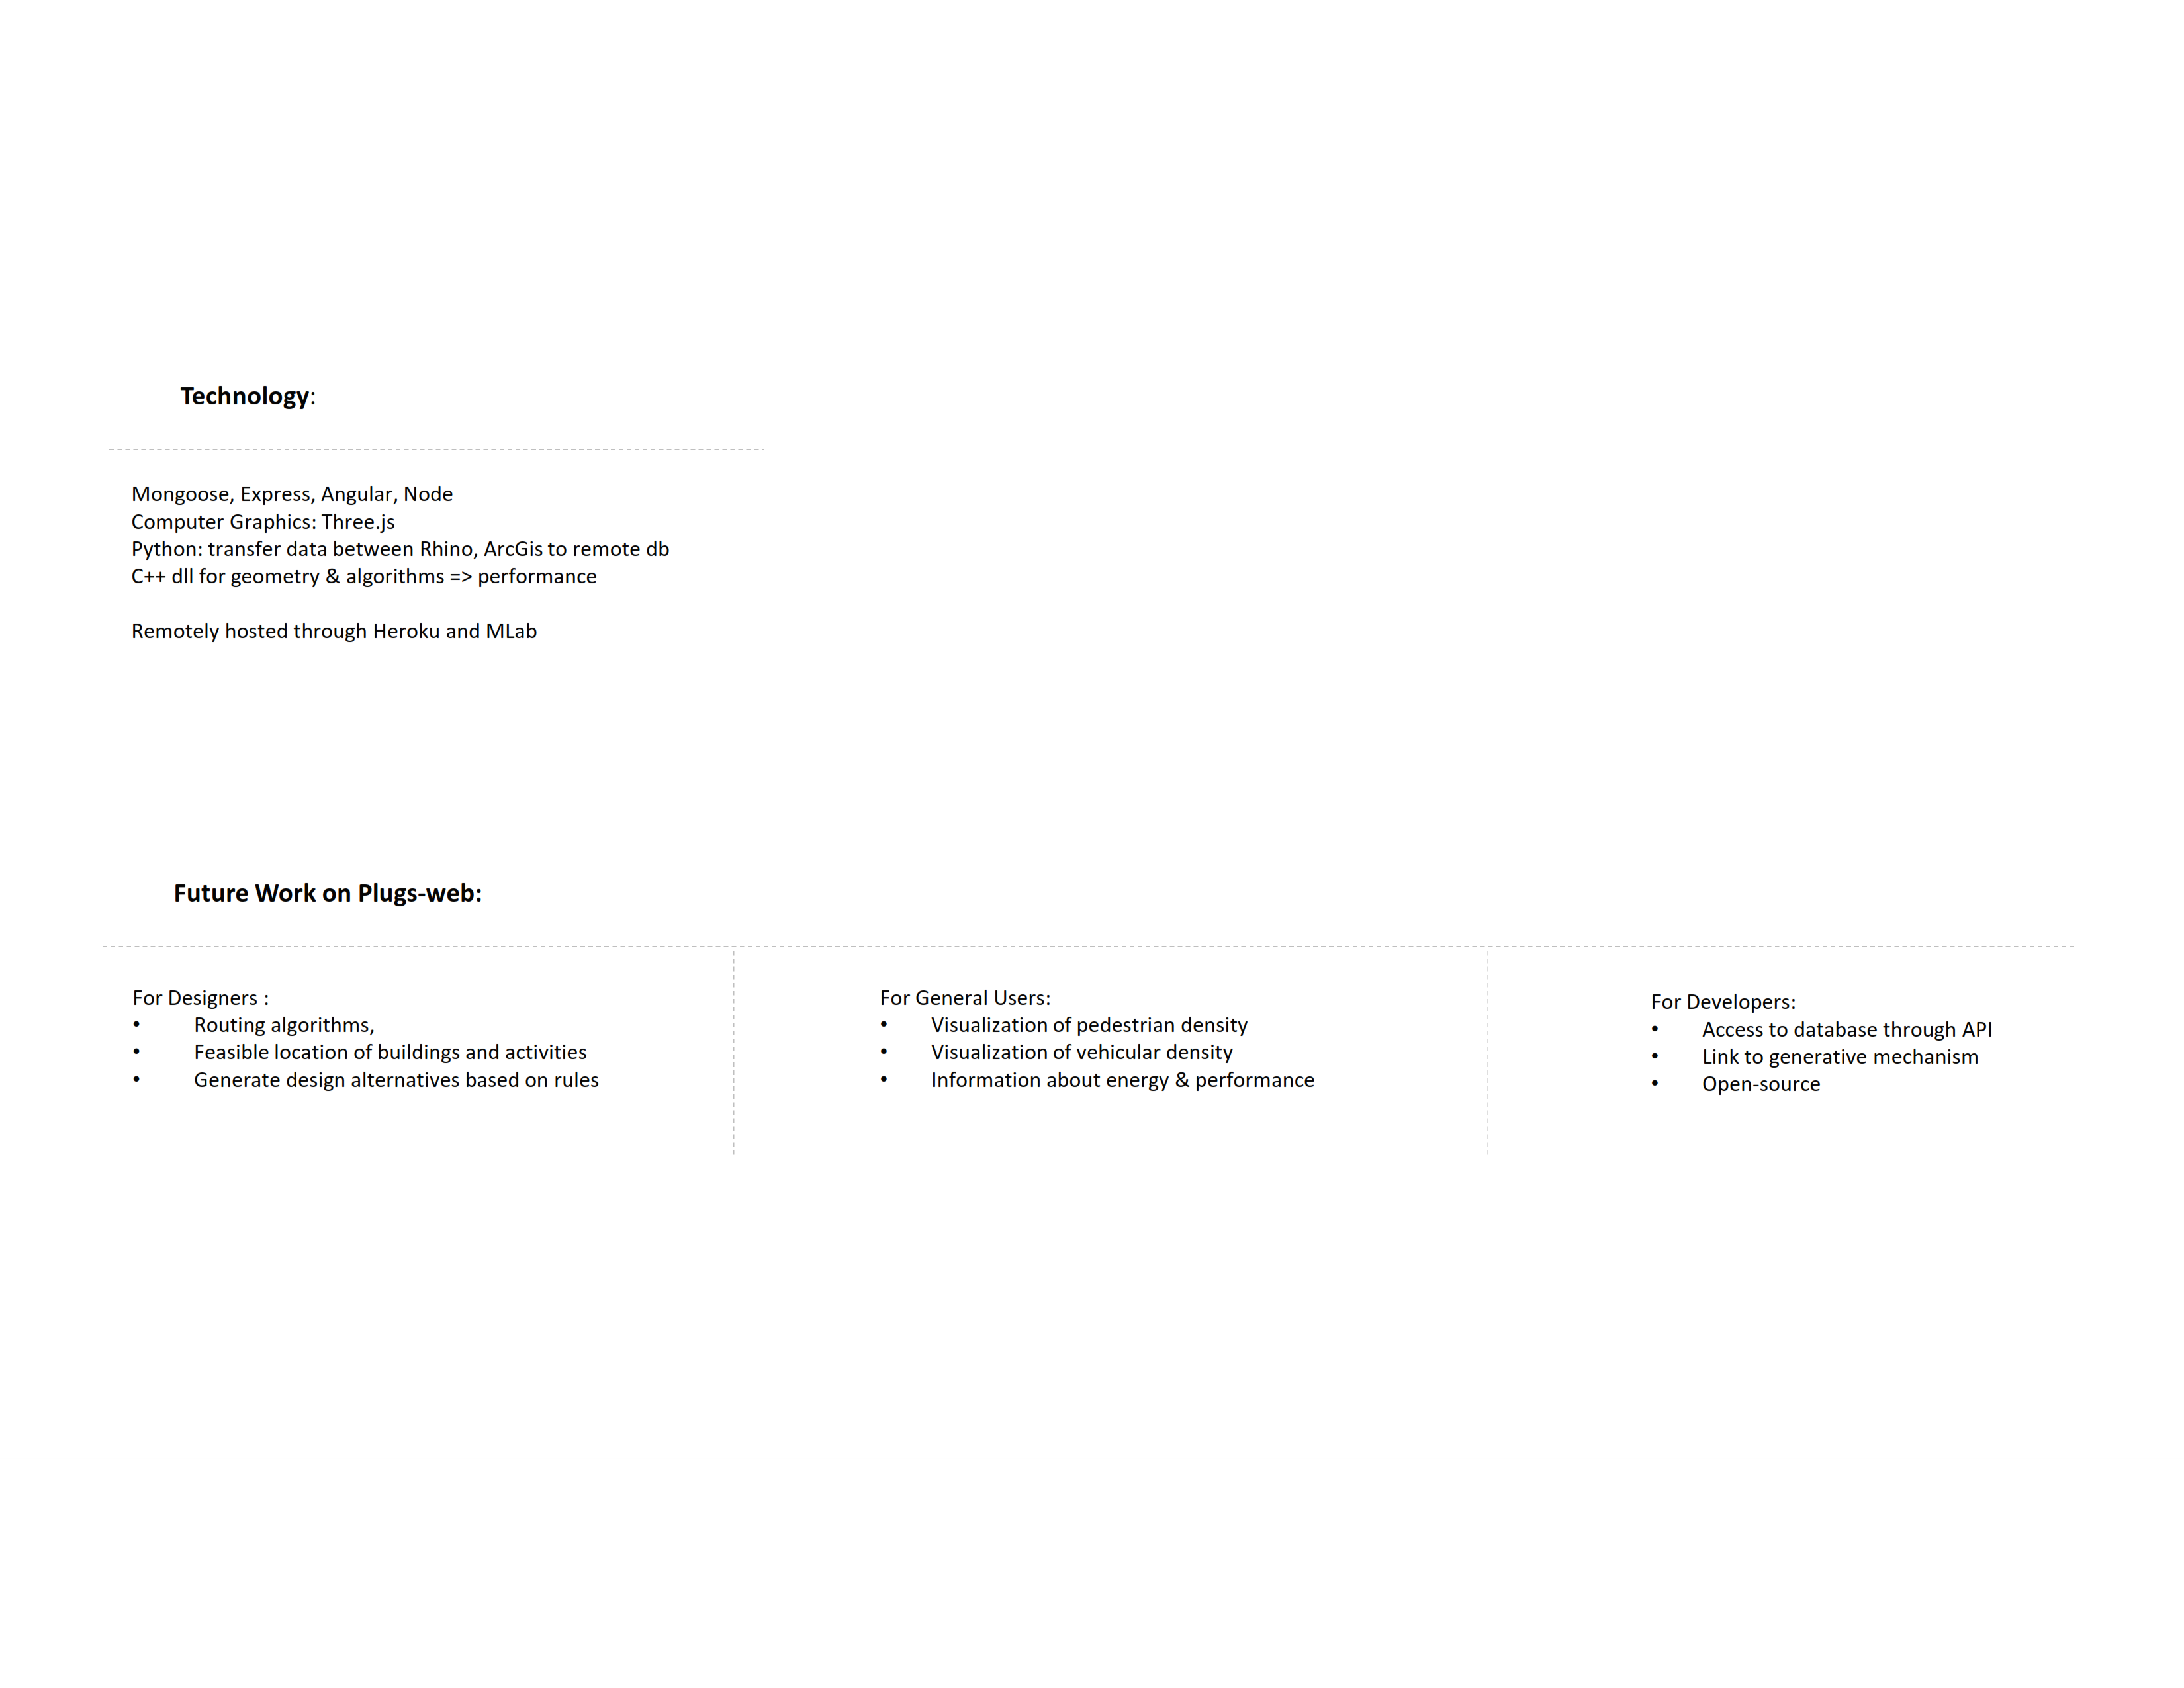 Technology:
Mongoose, Express, Angular, Node
Computer Graphics: Three.js
Python: transfer data between Rhino, ArcGis to remote db
C++ dll for geometry & algorithms => performance
Remotely hosted through Heroku and MLab
Future Work on Plugs-web:
For Designers :
• Routing algorithms,
• Feasible location of buildings and activities
• Generate design alternatives based on rules
For General Users:
• Visualization of pedestrian density
• Visualization of vehicular density
• Information about energy & performance
For Developers:
• Access to database through API
• Link to generative mechanism
• Open-source